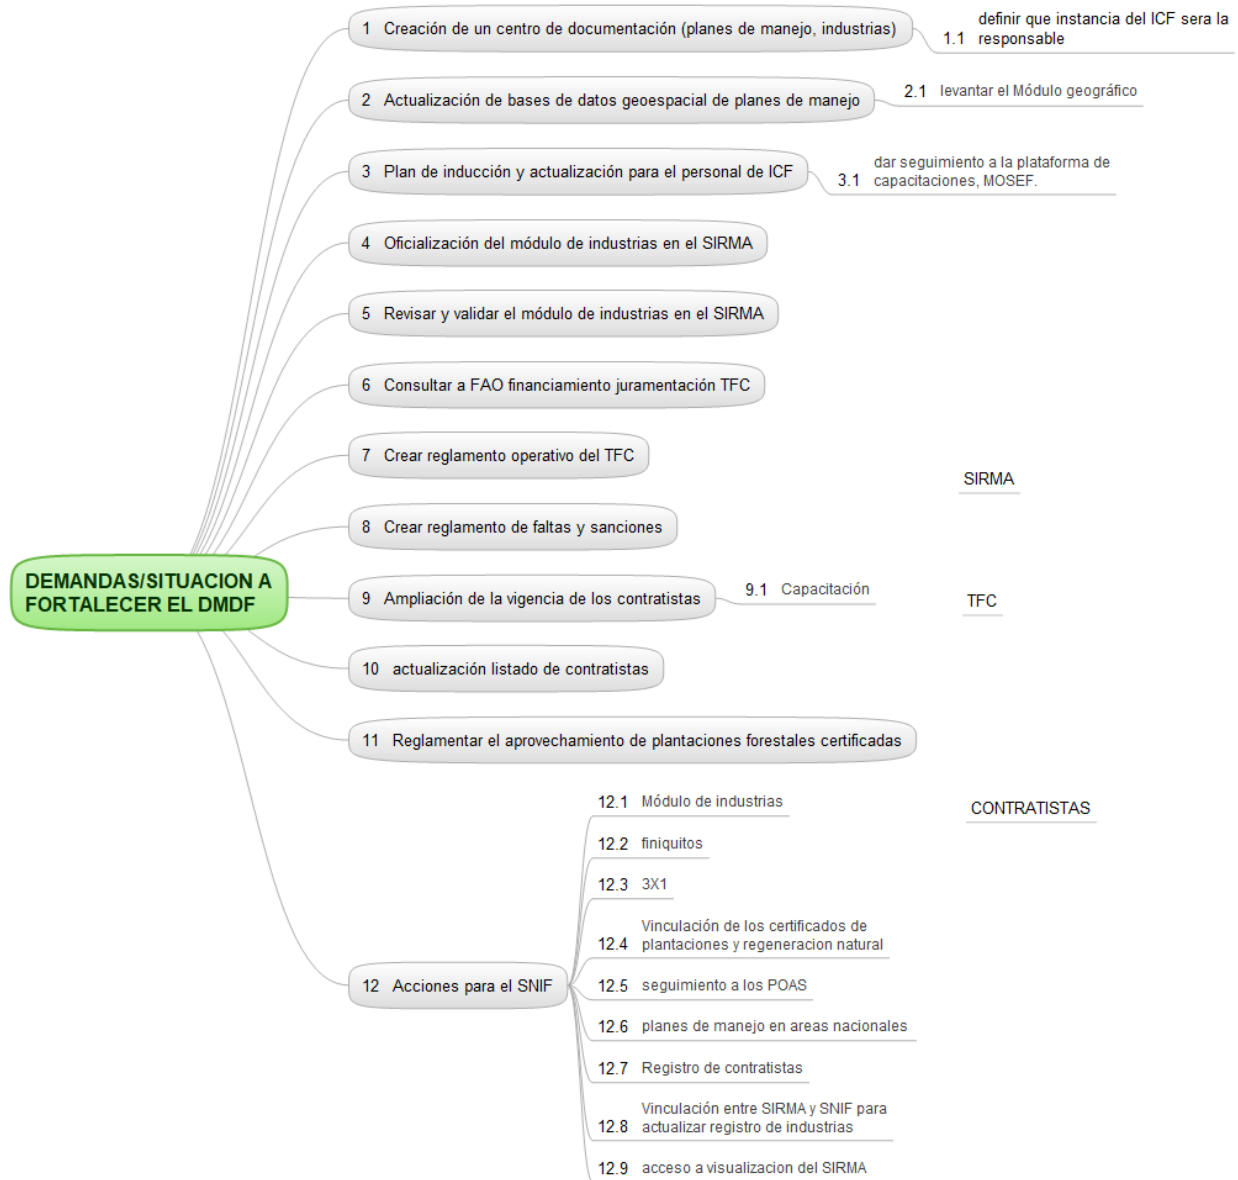 1 Creación de un centro de documentación (planes de manejo, industrias)
1.1 definir que instancia del ICF sera la
responsable
2 Actualización de bases de datos geoespacial de planes de manejo
2.1 levantar el Módulo geográfico
3 Plan de inducción y actualización para el personal de ICF
3.1 dar seguimiento a la plataforma de
capacitaciones, MOSEF.
4 Oficialización del módulo de industrias en el SIRMA
5 Revisar y validar el módulo de industrias en el SIRMA
6 Consultar a FAO financiamiento juramentación TFC
7 Crear reglamento operativo del TFC
SIRMA
8 Crear reglamento de faltas y sanciones
DEMANDAS/SITUACION A
FORTALECER EL DMDF
9 Ampliación de la vigencia de los contratistas
9.1 Capacitación
TFC
10 actualización listado de contratistas
11 Reglamentar el aprovechamiento de plantaciones forestales certificadas
CONTRATISTAS
12 Acciones para el SNIF
12.1 Módulo de industrias
12.2 finiquitos
12.3 3X1
12.4 Vinculación de los certificados de
plantaciones y regeneracion natural
12.5 seguimiento a los POAS
12.6 planes de manejo en areas nacionales
12.7 Registro de contratistas
12.8 Vinculación entre SIRMA y SNIF para
actualizar registro de industrias
12.9 acceso a visualizacion del SIRMA